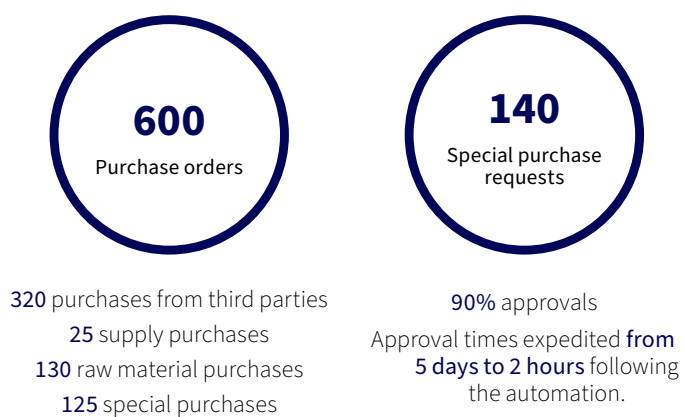 600
Purchase orders
320 purchases from third parties
25 supply purchases
130 raw material purchases
125 special purchases
140
Special purchase
requests
90% approvals
Approval times expedited from
5 days to 2 hours following
the automation.